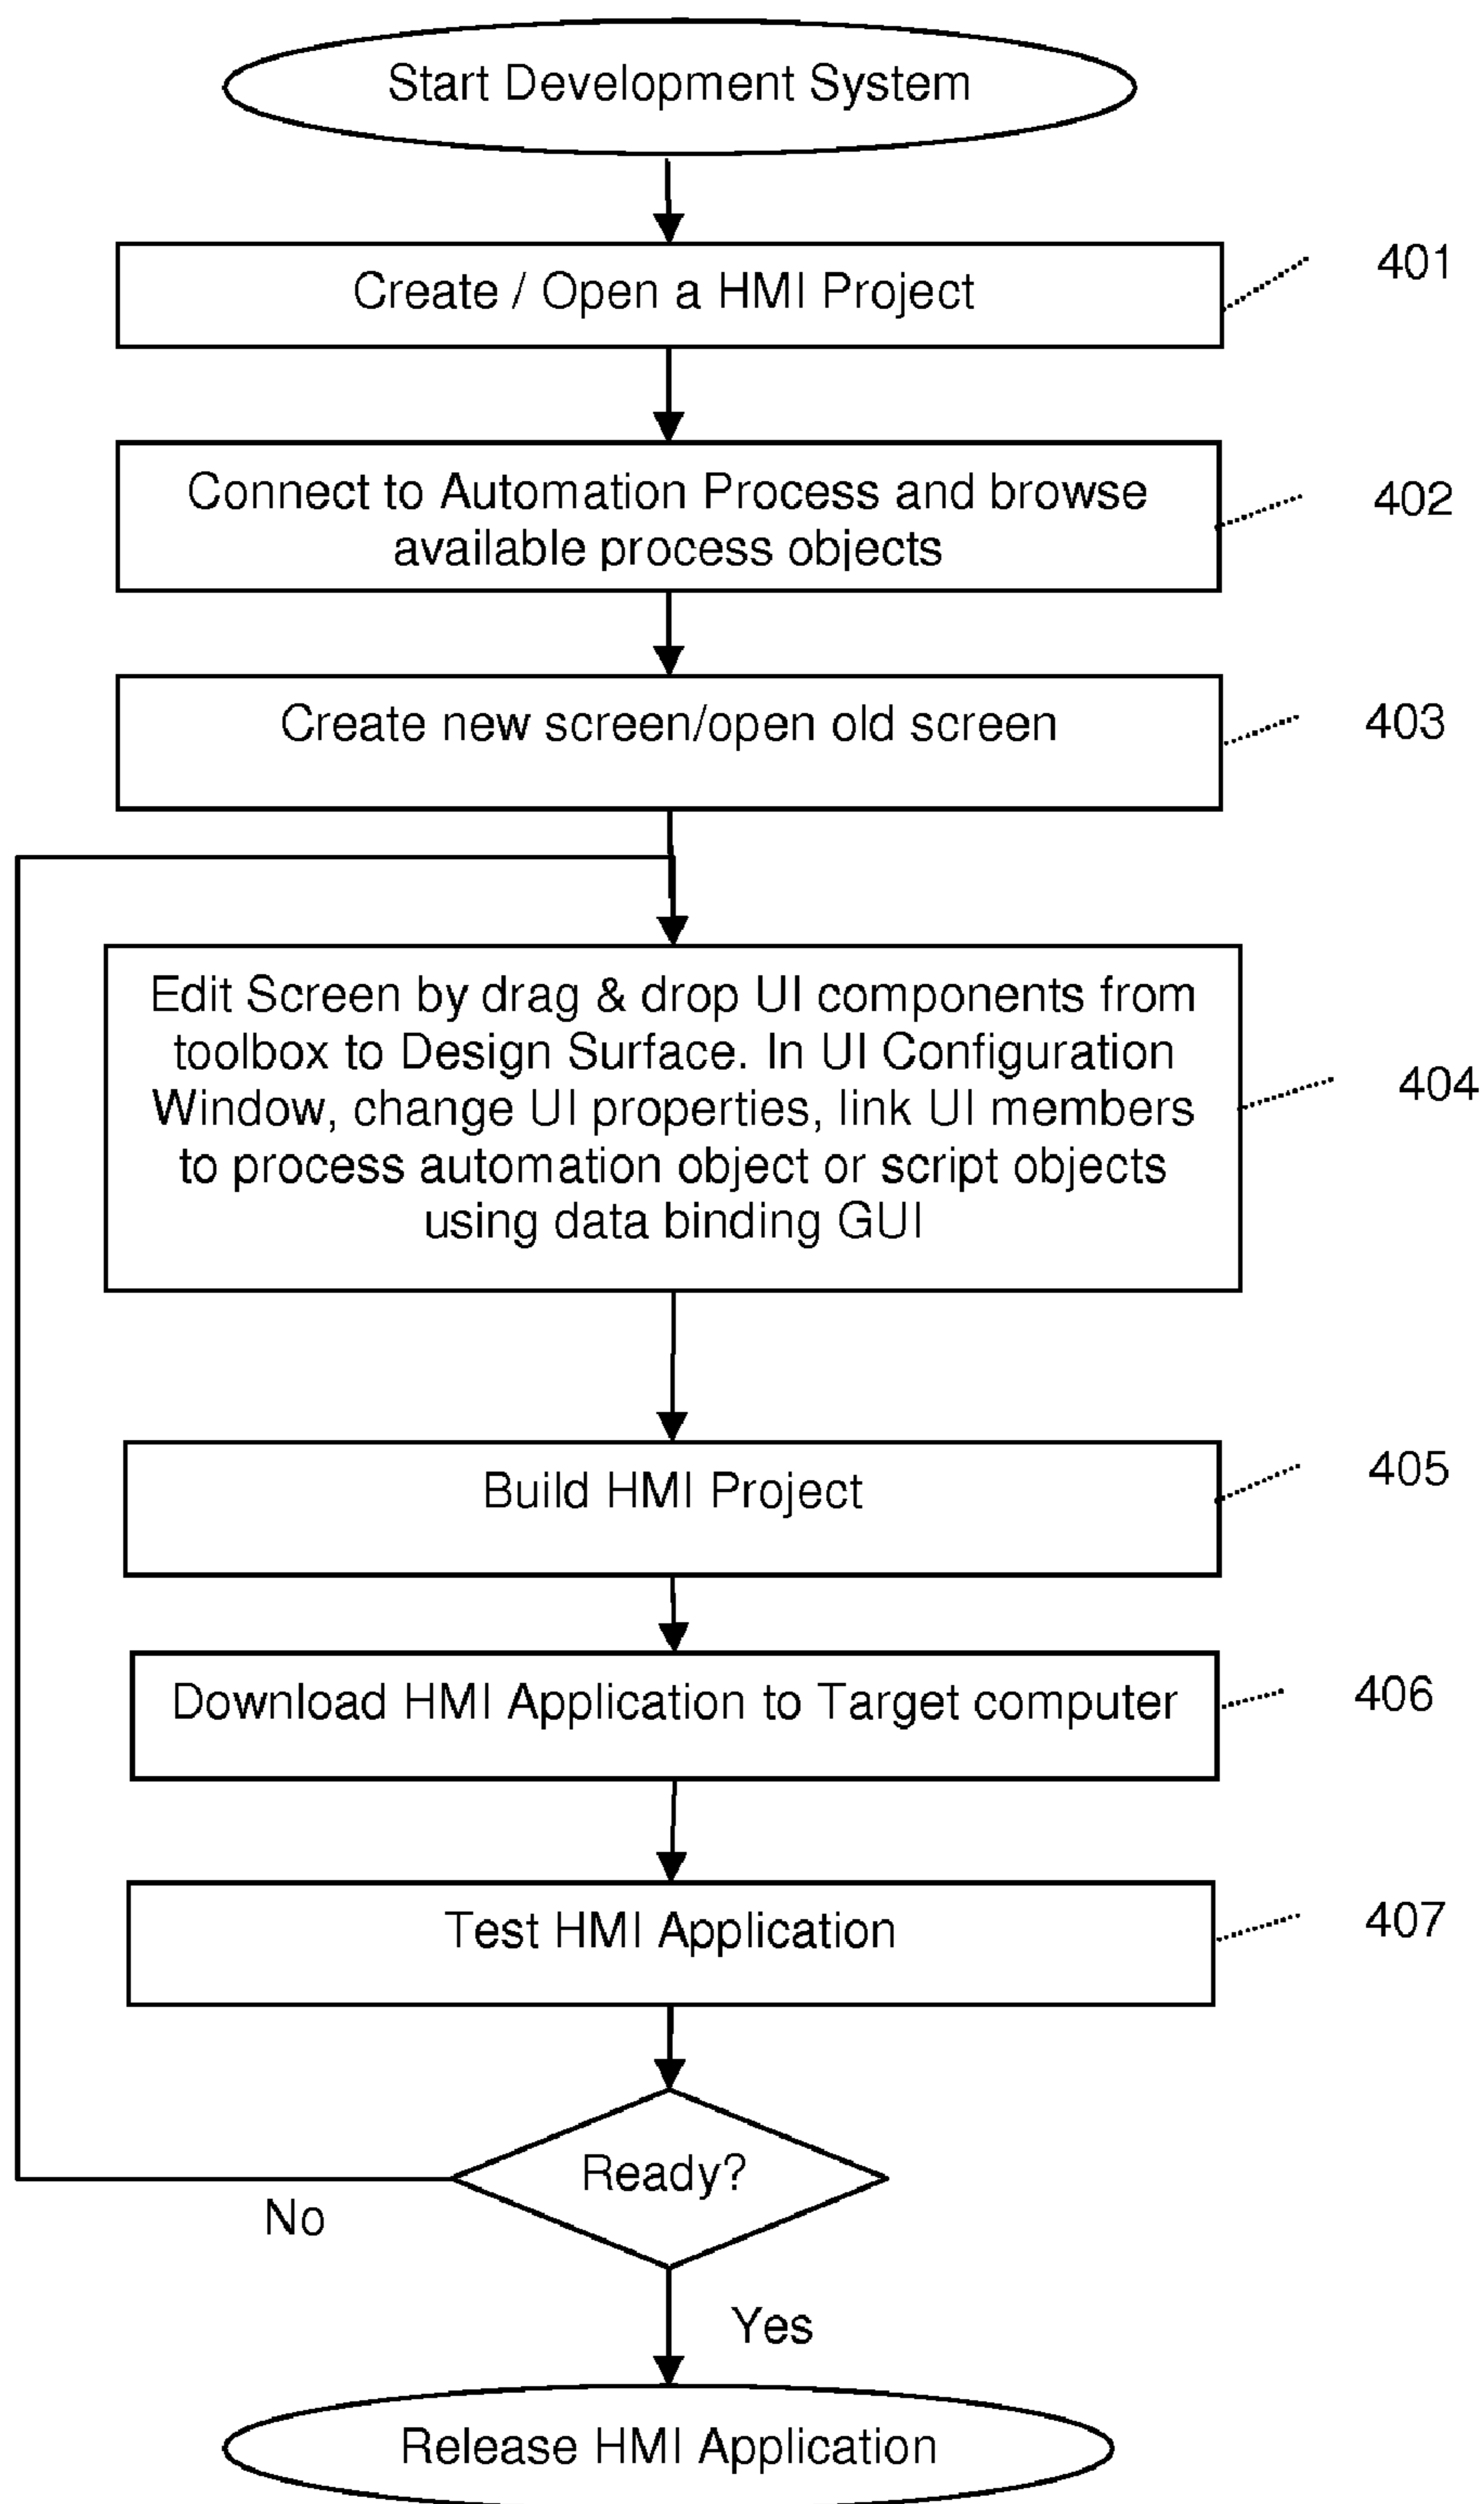 Start Development System
Create / Open a HMI Project
401
Connect to Automation Process and browse
available process objects
402
Create new screen/open old screen
403
Edit Screen by drag & drop UI components from
toolbox to Design Surface. In UI Configuration
Window, change UI properties, link UI members
to process automation object or script objects
using data binding GUI
404
Build HMI Project
405
Download HMI Application to Target computer
406
Test HMI Application
407
Ready?
No
Yes
Release HMI Application